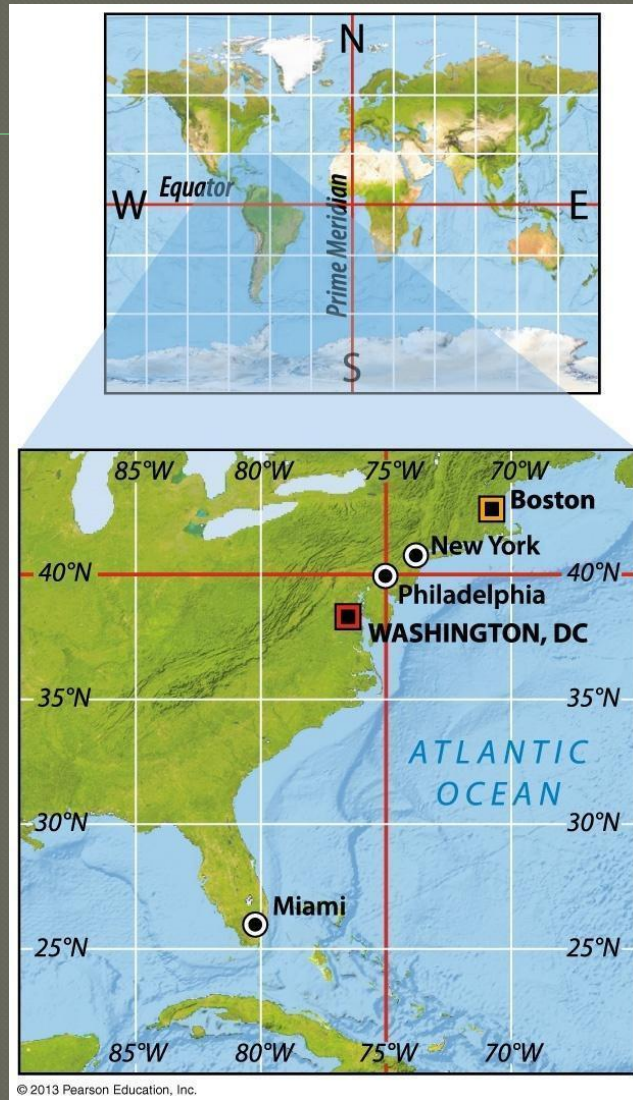 N
Equator
W
E
Prime Meridian
S
85°W 80°W 75°W 70°W
Boston
New York
40°N 40°N
Philadelphia
WASHINGTON, DC
35°N 35°N
ATLANTIC
OCEAN
30°N 30°N
Miami
25°N 25°N
85°W 80°W 75°W 70°W
© 2013 Pearson Education, Inc.